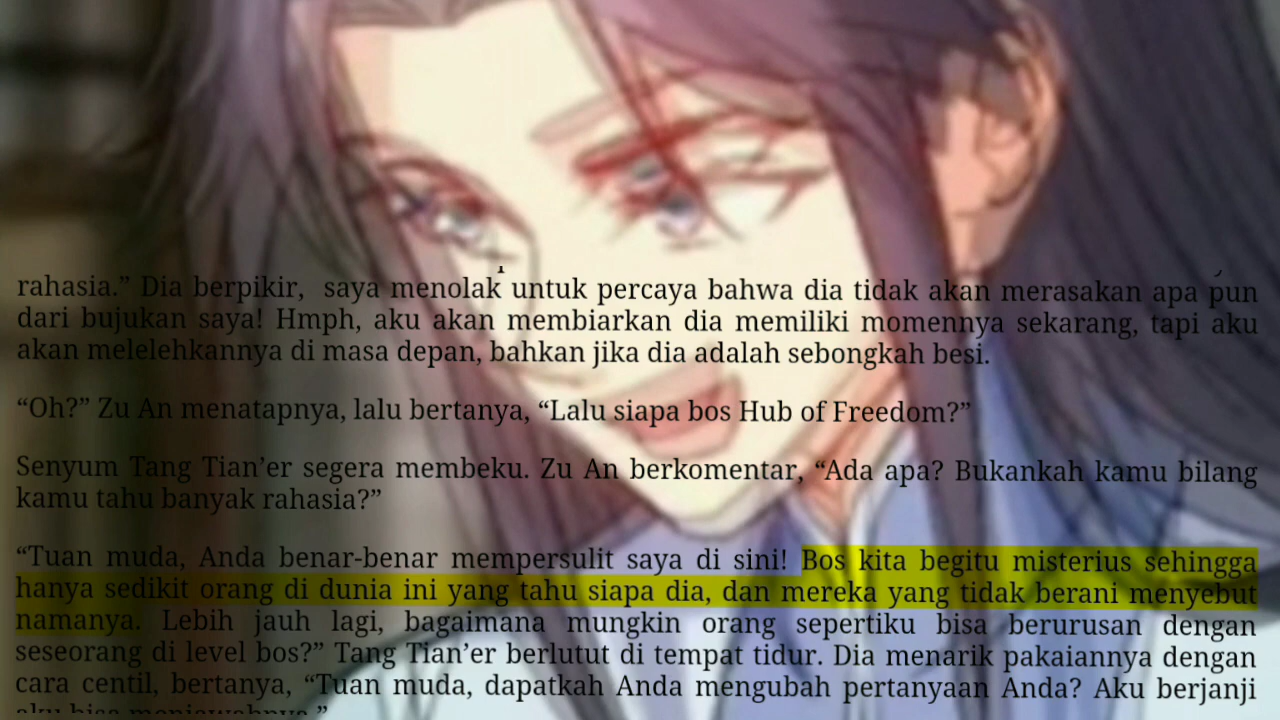 rahasia.” Dia berpikir, saya menolak untuk percaya bahwa dia tidak akan merasakan apa pun
dari bujukan saya! Hmph, aku akan membiarkan dia memiliki momennya sekarang, tapi aku
akan melelehkannya di masa depan, bahkan jika dia adalah sebongkah besi.
“Oh?” Zu An menatapnya, lalu bertanya, “Lalu siapa bos Hub of Freedom?”
Senyum Tang Tian’er segera membeku. Zu An berkomentar, “Ada apa? Bukankah kamu bilang
kamu tahu banyak rahasia?”
“Tuan muda, Anda benar-benar mempersulit saya di sini! Bos kita begitu misterius sehingga
hanya sedikit orang di dunia ini yang tahu siapa dia, dan mereka yang tidak berani menyebut
namanya. Lebih jauh lagi, bagaimana mungkin orang sepertiku bisa berurusan dengan
seseorang di level bos?” Tang Tian’er berlutut di tempat tidur. Dia menarik pakaiannya dengan
cara centil, bertanya, “Tuan muda, dapatkah Anda mengubah pertanyaan Anda? Aku berjanji
aku bisa menjawabnya.”